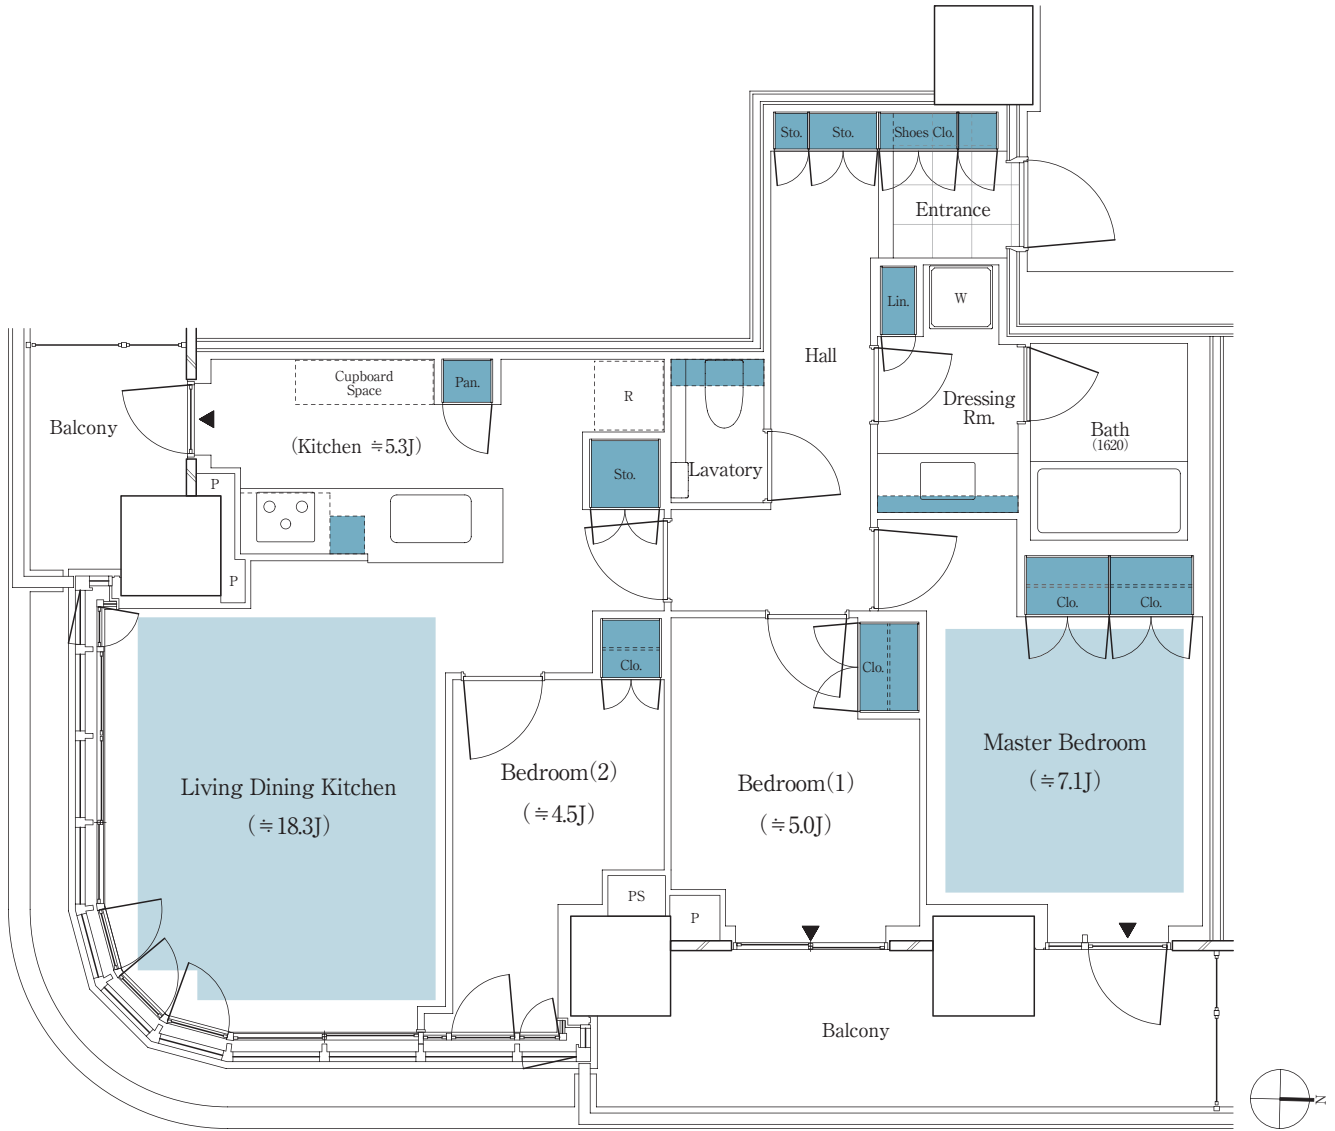 Sto.
Sto.
Shoes Clo.
Entrance
Lin.
W
Hall
Cupboard
Space
Pan.
R
Dressing
Rm.
Balcony
(Kitchen ≒5.3J)
Bath
(1620)
Lavatory
Sto.
P
P
Clo.
Clo.
Clo.
Clo.
Master Bedroom
(≒7.1J)
Bedroom(2)
(≒4.5J)
Bedroom(1)
(≒5.0J)
Living Dining Kitchen
(≒18.3J)
PS
P
Balcony
N